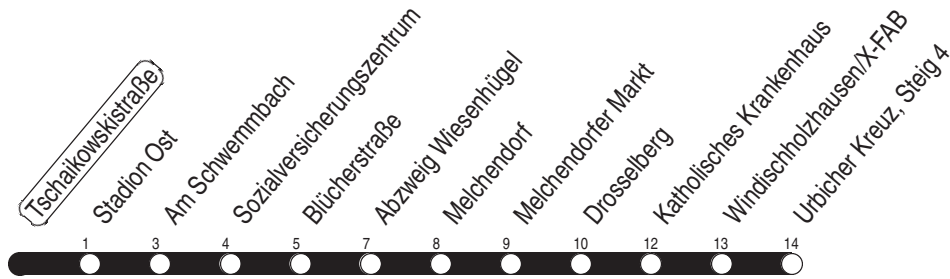 Tschaikowskistraße
Stadion Ost
Am Schwemmbach
Sozialversicherungszentrum
Blücherstraße
Abzweig Wiesenhügel
Melchendorf
Melchendorfer Markt
Drosselberg
Katholisches Krankenhaus
Windischholzhausen/X-FAB
Urbicher Kreuz, Steig 4
1 3 4 5 7 8 9 10 12 13 14